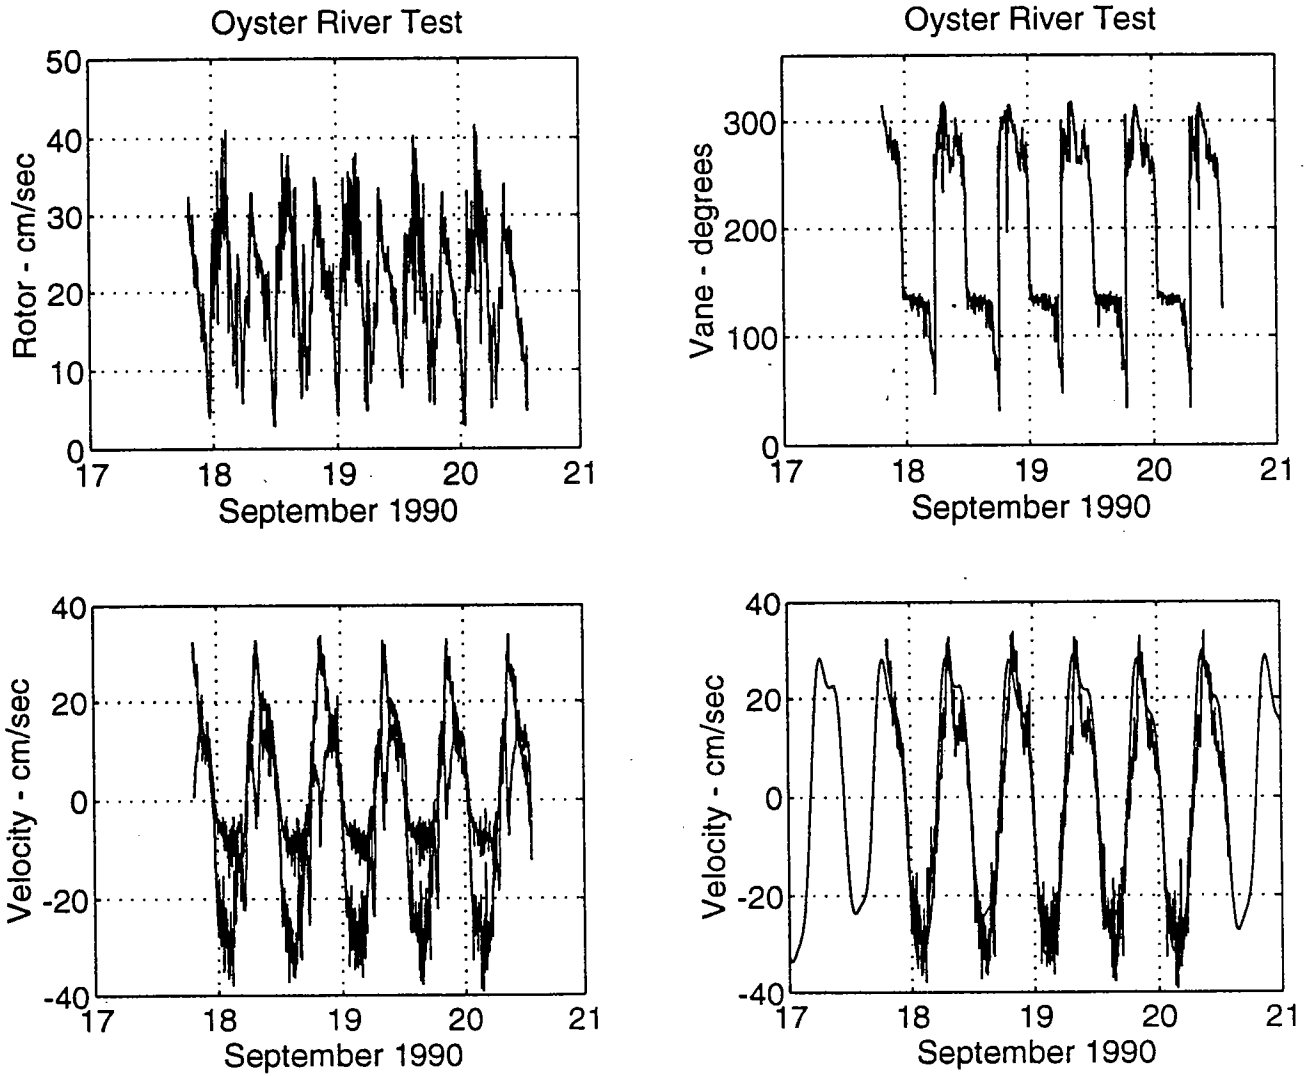 Oyster River Test
50
40
30
20
10
0
Rotor - cm/sec
17 18 19 20 21
September 1990
Oyster River Test
300
200
100
0
Vane - degrees
17 18 19 20 21
September 1990
40
20
0
-20
-40
Velocity - cm/sec
17 18 19 20 21
September 1990
40
20
0
-20
-40
Velocity - cm/sec
17 18 19 20 21
September 1990